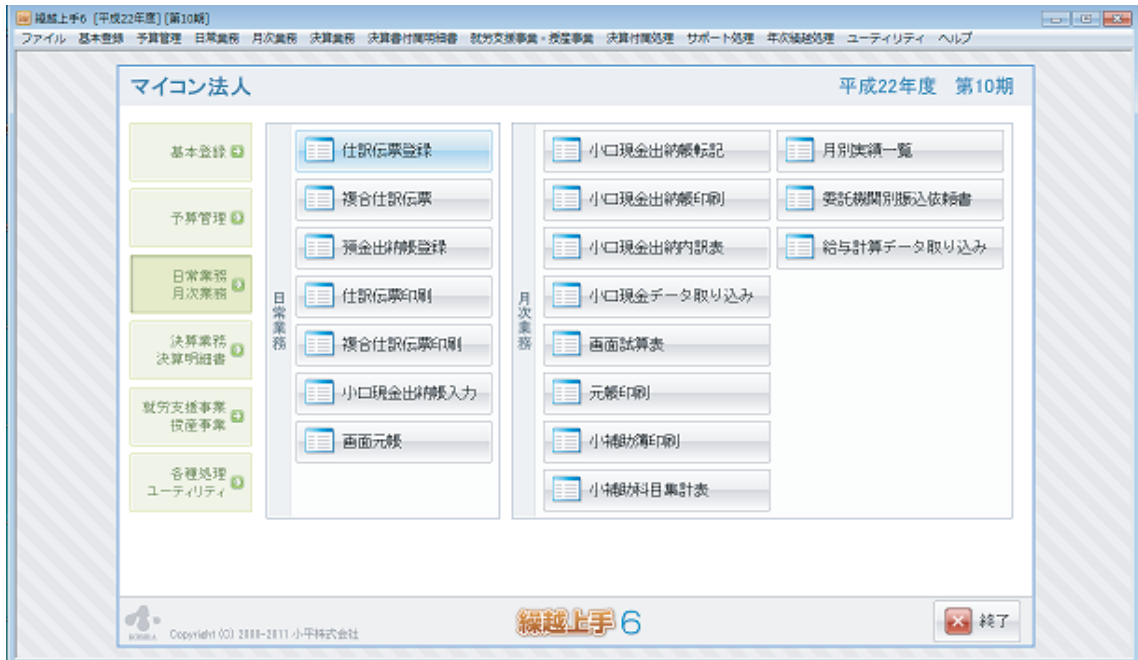 繰越上手6 [平成22年度] [第10期]
ファイル 基本登録 予算管理 日常業務 月次業務 決算業務 決算書付属明細書 就労支援事業・授産事業 決算付属処理 サポート処理 年次繰越処理 ユーティリティ ヘルプ
マイコン法人
平成22年度 第10期
基本登録
予算管理
日常業務
月次業務
決算業務
決算明細書
就労支援事業
授産事業
各種処理
ユーティリティ
日常業務
仕訳伝票登録
複合仕訳伝票
預金出納帳登録
仕訳伝票印刷
複合仕訳伝票印刷
小口現金出納帳入力
画面元帳
月次業務
小口現金出納帳転記
小口現金出納帳印刷
小口現金出納内訳表
小口現金データ取り込み
画面試算表
元帳印刷
小補助簿印刷
小補助科目集計表
月別実績一覧
委託機関別振込依頼書
給与計算データ取り込み
KOHIRA
Copyright (C) 2000-2011 小平株式会社
繰越上手6
終了